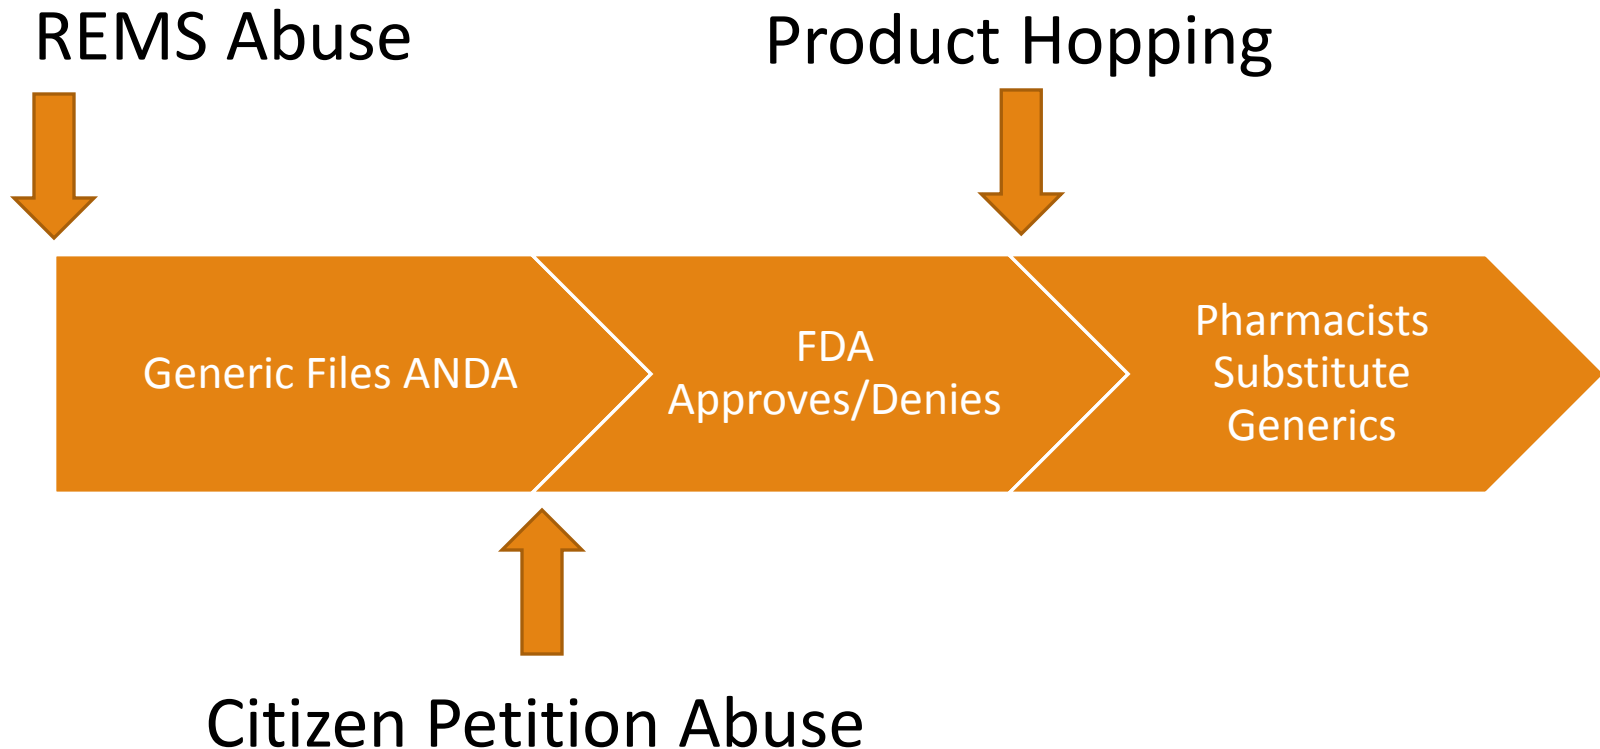 REMS Abuse
Product Hopping
Generic Files ANDA
FDA
Approves/Denies
Pharmacists
Substitute
Generics
Citizen Petition Abuse